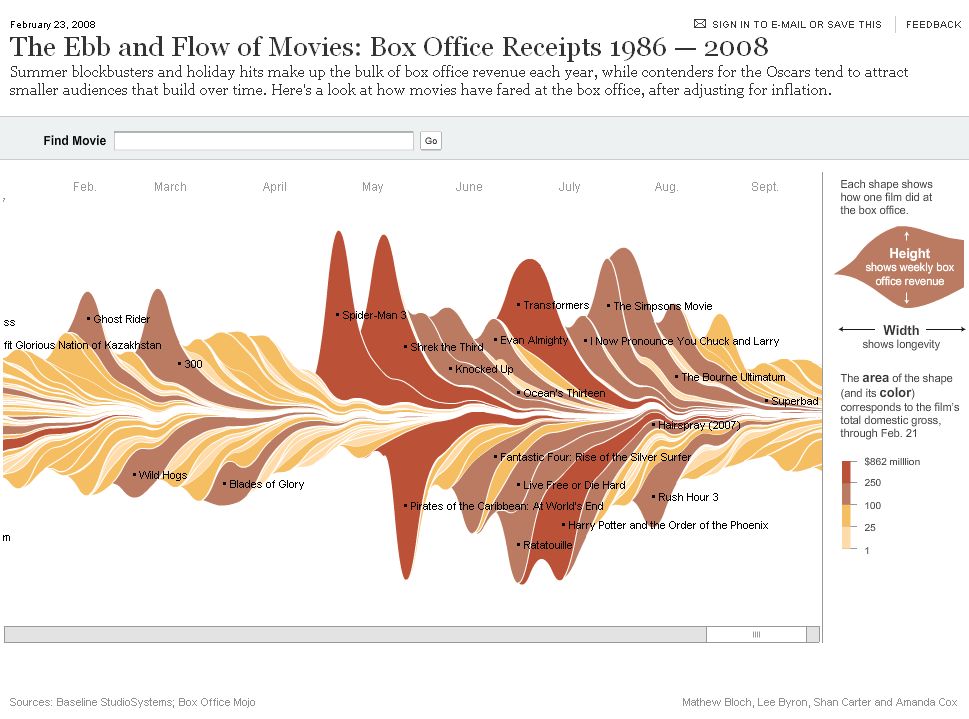 February 23, 2008
SIGN IN TO E-MAIL OR SAVE THIS
FEEDBACK
The Ebb and Flow of Movies: Box Office Receipts 1986 — 2008
Summer blockbusters and holiday hits make up the bulk of box office revenue each year, while contenders for the Oscars tend to attract
smaller audiences that build over time. Here's a look at how movies have fared at the box office, after adjusting for inflation.
Find Movie
Go
Feb. March April May June July Aug. Sept.
Ghost Rider
ss
fit Glorious Nation of Kazakhstan
300
Spider-Man 3
Shrek the Third
Knocked Up
Evan Almighty
Transformers
Ocean's Thirteen
The Simpsons Movie
I Now Pronounce You Chuck and Larry
The Bourne Ultimatum
Superbad
Hairspray (2007)
Wild Hogs
Blades of Glory
Fantastic Four: Rise of the Silver Surfer
Live Free or Die Hard
Pirates of the Caribbean: At World's End
Rush Hour 3
Harry Potter and the Order of the Phoenix
Ratatouille
m
Each shape shows
how one film did at
the box office.
Height
shows weekly box
office revenue
Width
shows longevity
The area of the shape
(and its color)
corresponds to the film's
total domestic gross,
through Feb. 21
$862 million
250
100
25
1
Sources: Baseline StudioSystems; Box Office Mojo
Mathew Bloch, Lee Byron, Shan Carter and Amanda Cox